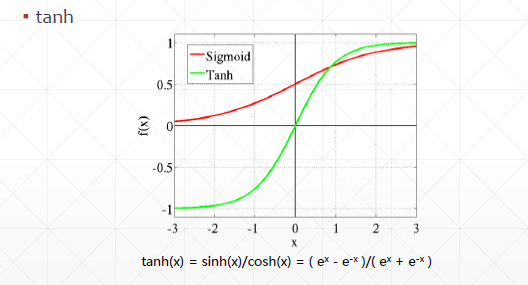 ▪ tanh
Sigmoid
Tanh
1
0.5
0
-0.5
-1
f(x)
-3 -2 -1 0 1 2 3
x
tanh(x) = sinh(x)/cosh(x) = ( eˣ - e⁻ˣ )/( eˣ + e⁻ˣ )